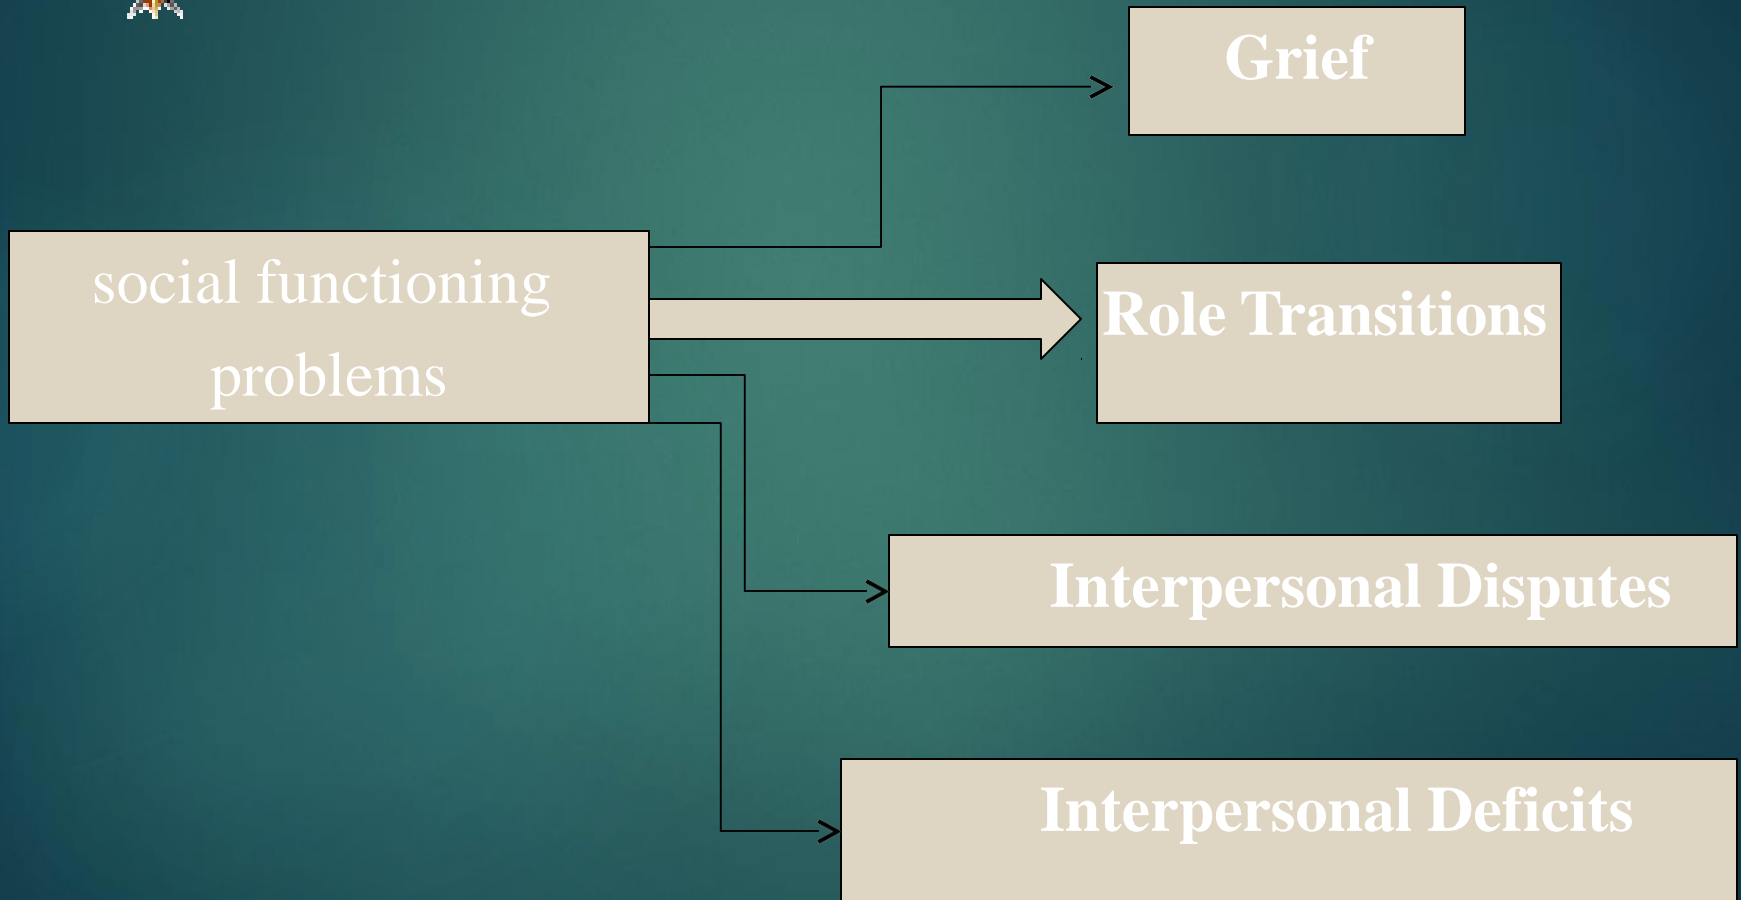 Grief
social functioning
problems
Role Transitions
Interpersonal Disputes
Interpersonal Deficits